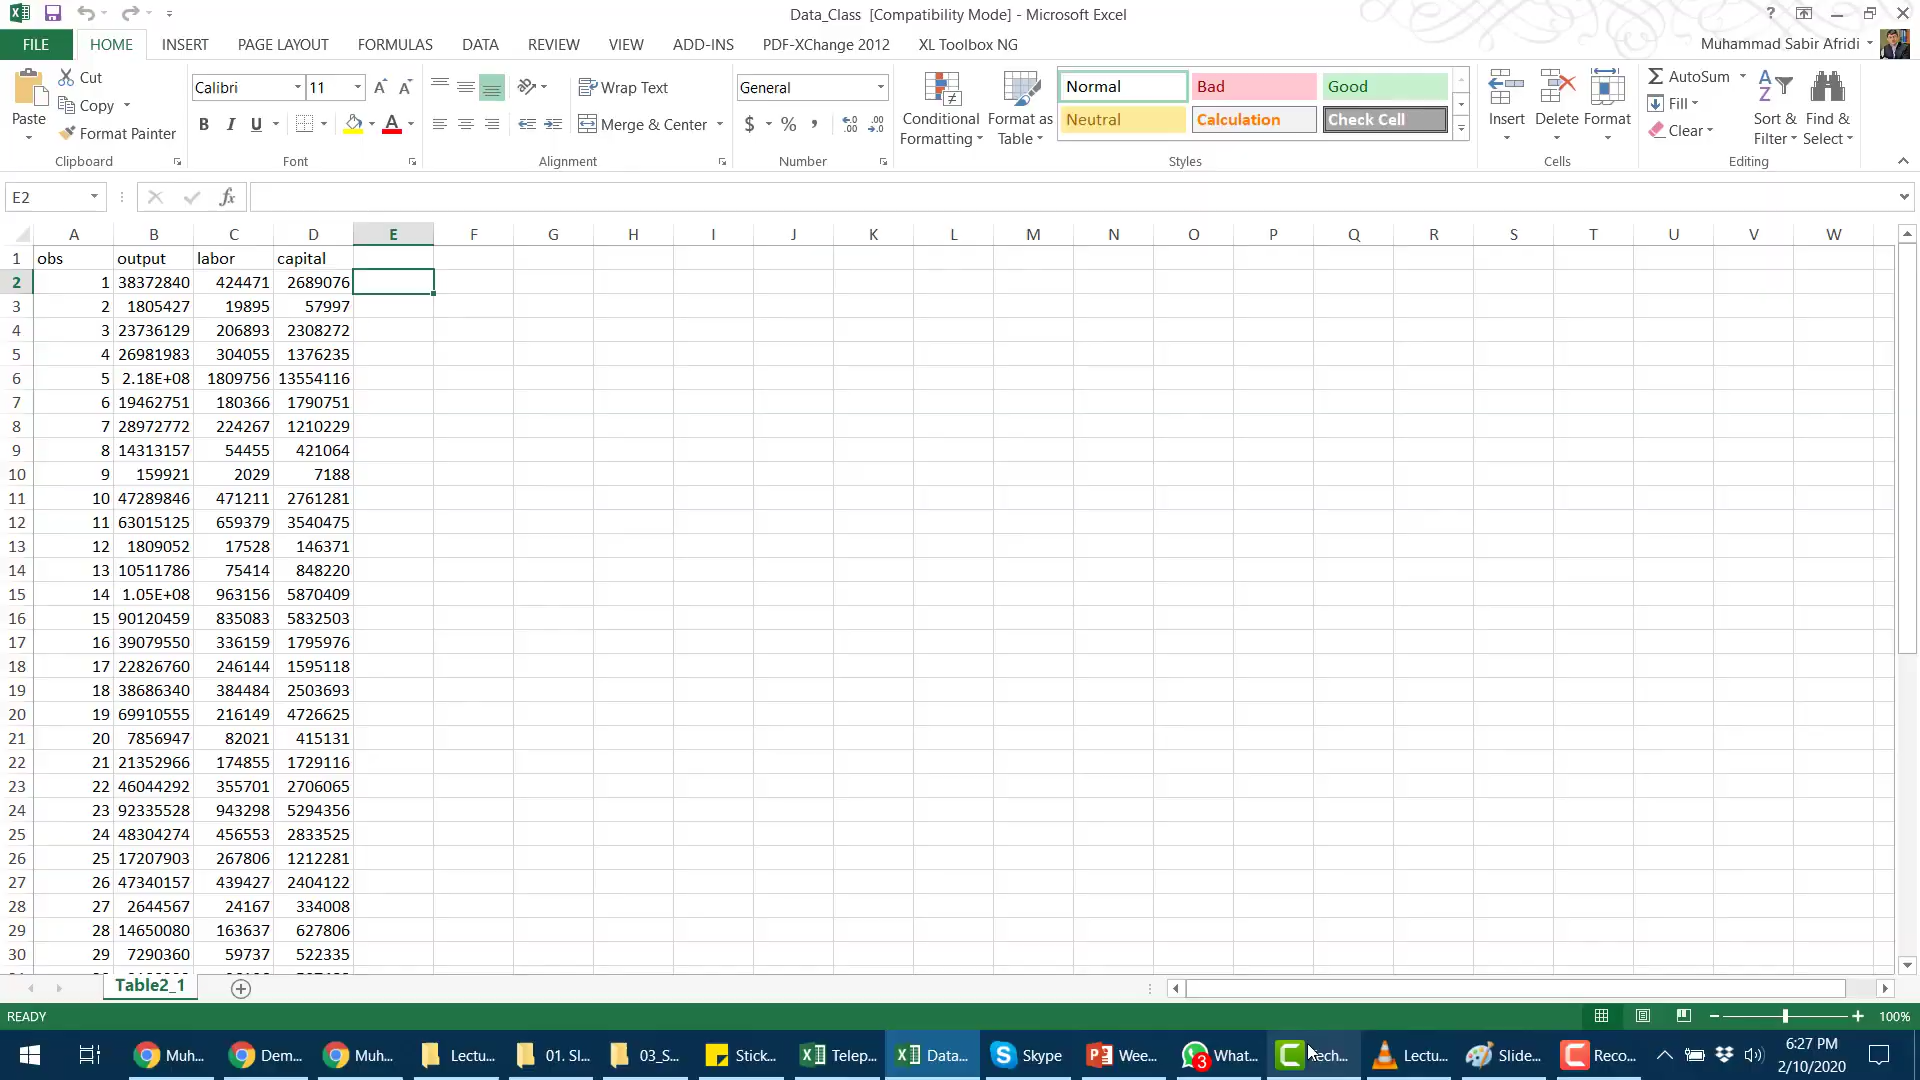 Data_Class  [Compatibility Mode] - Microsoft Excel
FILE HOME INSERT PAGE LAYOUT FORMULAS DATA REVIEW VIEW ADD-INS PDF-XChange 2012 XL Toolbox NG Muhammad Sabir Afridi
Paste
Cut
Copy
Format Painter
Clipboard
Calibri 11
B I U
Font
Wrap Text
Merge & Center
Alignment
General
$ % ,
Number
Conditional Formatting
Format as Table
Normal Bad Good
Neutral Calculation Check Cell
Styles
Insert Delete Format
Cells
AutoSum
Fill
Clear
Sort & Filter
Find & Select
Editing
E2
fx
A B C D E F G H I J K L M N O P Q R S T U V W
1 obs output labor capital
2 1 38372840 424471 2689076
3 2 1805427 19895 57997
4 3 23736129 206893 2308272
5 4 26981983 304055 1376235
6 5 2.18E+08 1809756 13554116
7 6 19462751 180366 1790751
8 7 28972772 224267 1210229
9 8 14313157 54455 421064
10 9 159921 2029 7188
11 10 47289846 471211 2761281
12 11 63015125 659379 3540475
13 12 1809052 17528 146371
14 13 10511786 75414 848220
15 14 1.05E+08 963156 5870409
16 15 90120459 835083 5832503
17 16 39079550 336159 1795976
18 17 22826760 246144 1595118
19 18 38686340 384484 2503693
20 19 69910555 216149 4726625
21 20 7856947 82021 415131
22 21 21352966 174855 1729116
23 22 46044292 355701 2706065
24 23 92335528 943298 5294356
25 24 48304274 456553 2833525
26 25 17207903 267806 1212281
27 26 47340157 439427 2404122
28 27 2644567 24167 334008
29 28 14650080 163637 627806
30 29 7290360 59737 522335
Table2_1
READY 100%
Muh... Dem... Muh... Lectu... 01. Sl... 03_S... Stick... Telep... Data... Skype Wee... What... ech... Lectu... Slide... Reco... 6:27 PM
3
2/10/2020